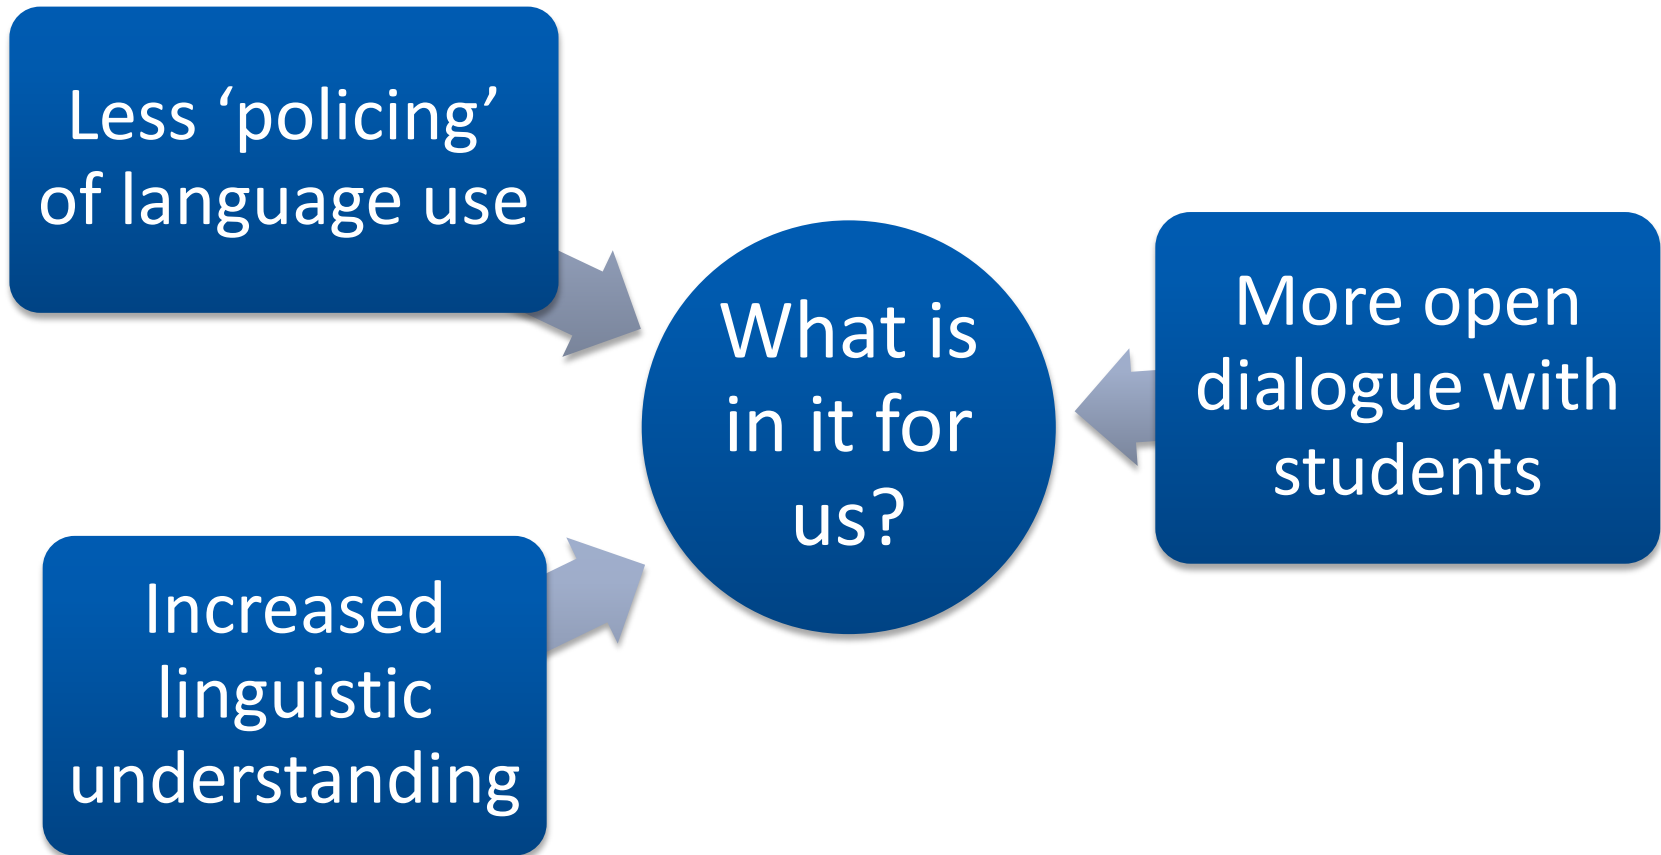 Less ‘policing’
of language use
What is
in it for
us?
More open
dialogue with
students
Increased
linguistic
understanding